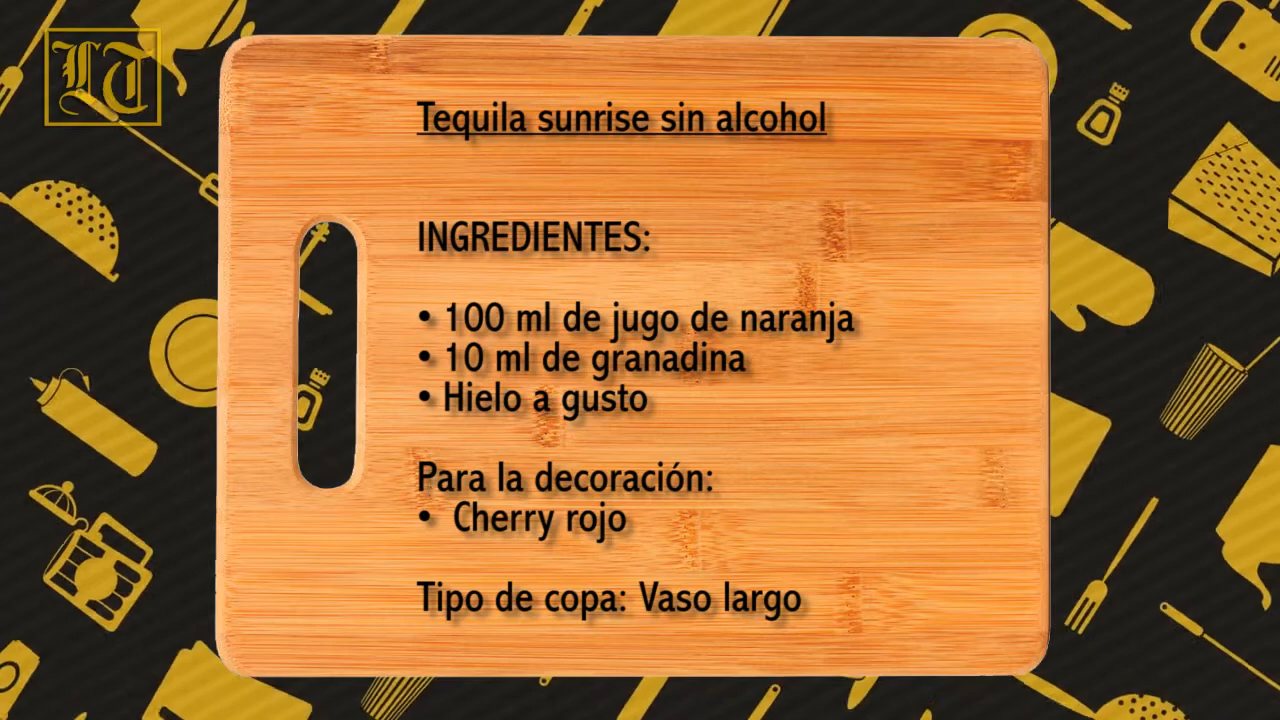 LT
Tequila sunrise sin alcohol
INGREDIENTES:
• 100 ml de jugo de naranja
• 10 ml de granadina
• Hielo a gusto
Para la decoración:
• Cherry rojo
Tipo de copa: Vaso largo